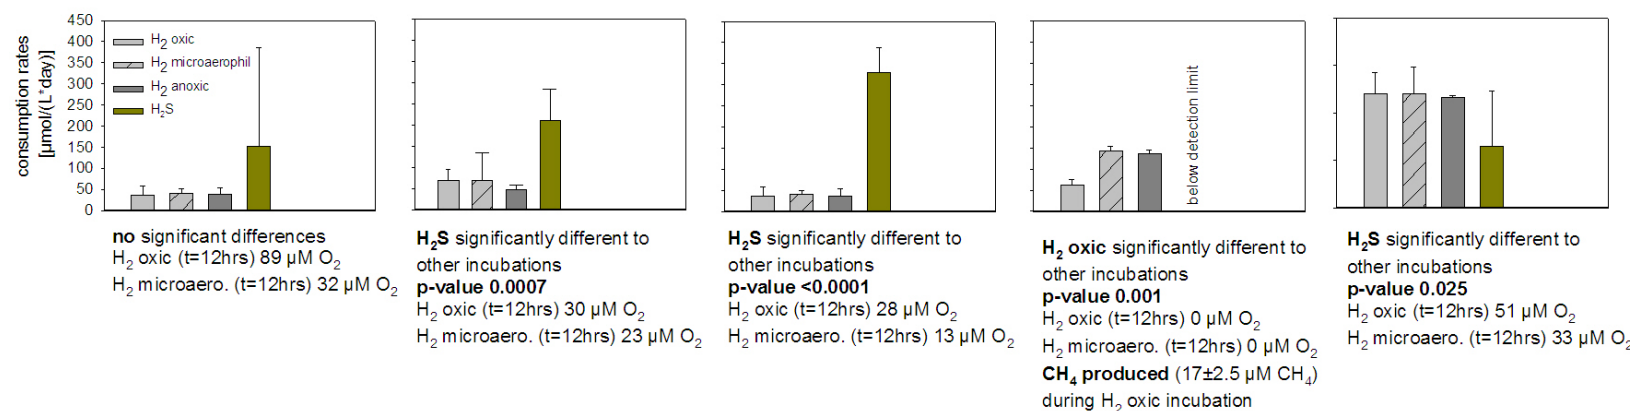 consumption rates
[µmol/(L*day)]
450
400
350
300
250
200
150
100
50
0
H2 oxic
H2 microaerophil
H2 anoxic
H2S
no significant differences
H2 oxic (t=12hrs) 89 µM O2
H2 microaero. (t=12hrs) 32 µM O2
H2S significantly different to
other incubations
p-value 0.0007
H2 oxic (t=12hrs) 30 µM O2
H2 microaero. (t=12hrs) 23 µM O2
H2S significantly different to
other incubations
p-value <0.0001
H2 oxic (t=12hrs) 28 µM O2
H2 microaero. (t=12hrs) 13 µM O2
below detection limit
H2 oxic significantly different to
other incubations
p-value 0.001
H2 oxic (t=12hrs) 0 µM O2
H2 microaero. (t=12hrs) 0 µM O2
CH4 produced (17±2.5 µM CH4)
during H2 oxic incubation
H2S significantly different to
other incubations
p-value 0.025
H2 oxic (t=12hrs) 51 µM O2
H2 microaero. (t=12hrs) 33 µM O2